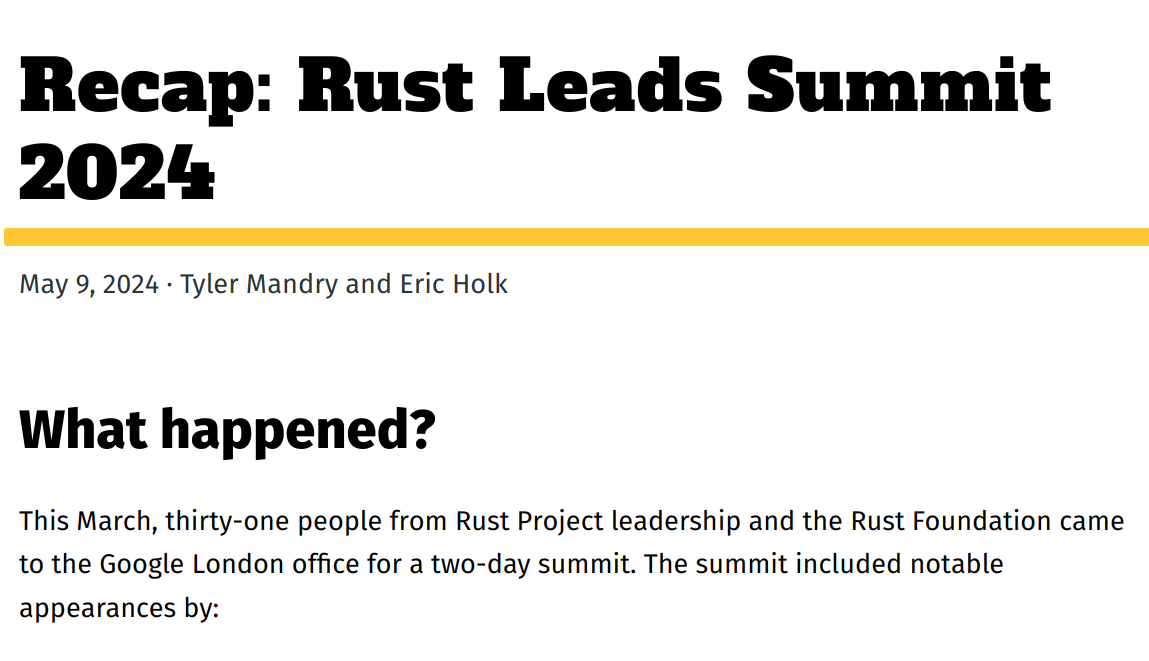 Recap: Rust Leads Summit
2024
May 9, 2024 · Tyler Mandry and Eric Holk
What happened?
This March, thirty-one people from Rust Project leadership and the Rust Foundation came
to the Google London office for a two-day summit. The summit included notable
appearances by: